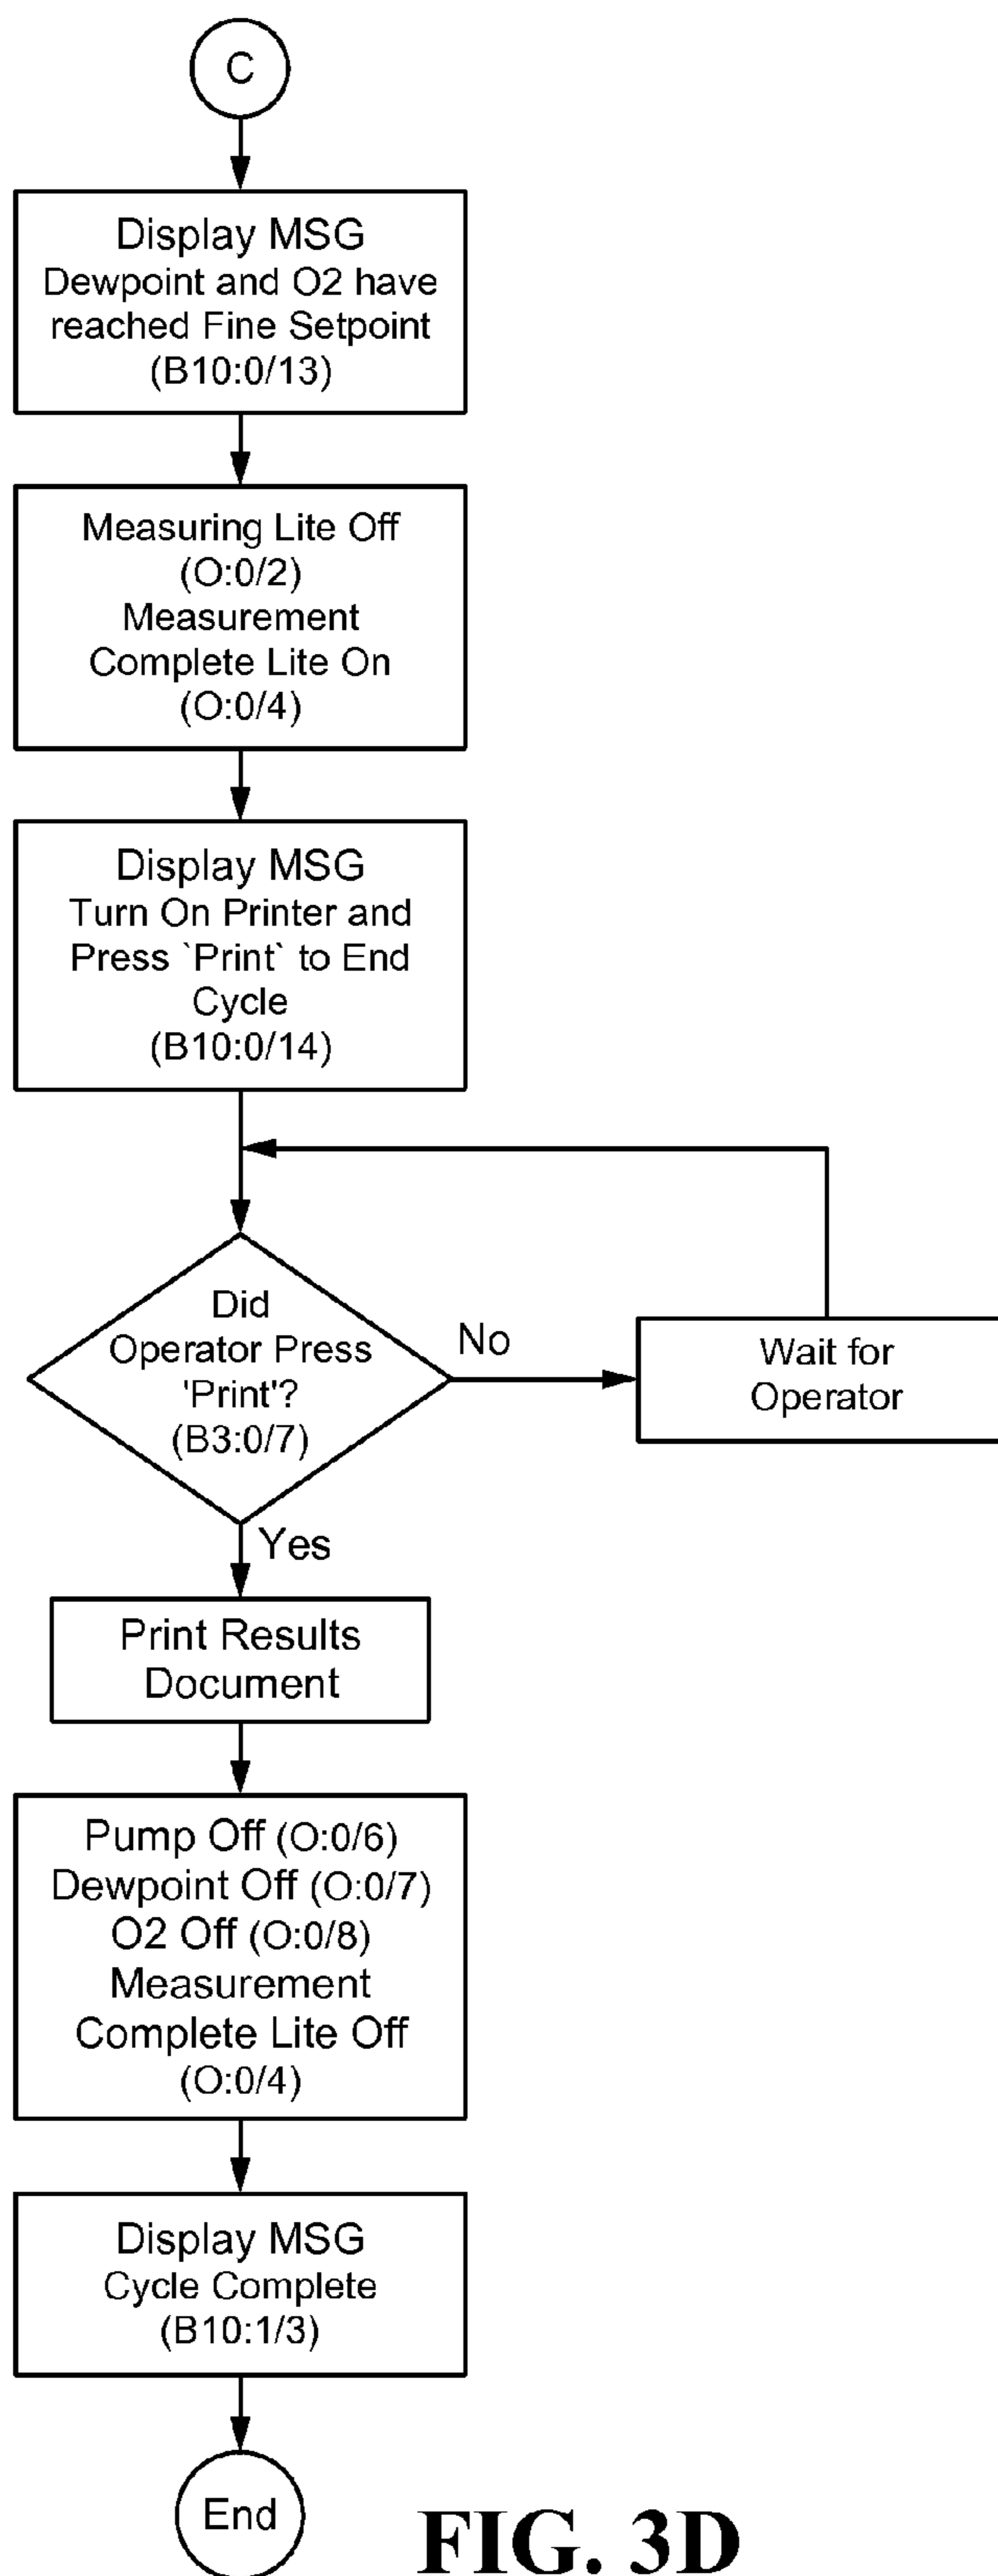 C
Display MSG
Dewpoint and O2 have
reached Fine Setpoint
(B10:0/13)
Measuring Lite Off
(O:0/2)
Measurement
Complete Lite On
(O:0/4)
Display MSG
Turn On Printer and
Press `Print` to End
Cycle
(B10:0/14)
Did
Operator Press
'Print'?
(B3:0/7)
No
Wait for
Operator
Yes
Print Results
Document
Pump Off (O:0/6)
Dewpoint Off (O:0/7)
O2 Off (O:0/8)
Measurement
Complete Lite Off
(O:0/4)
Display MSG
Cycle Complete
(B10:1/3)
End
FIG. 3D